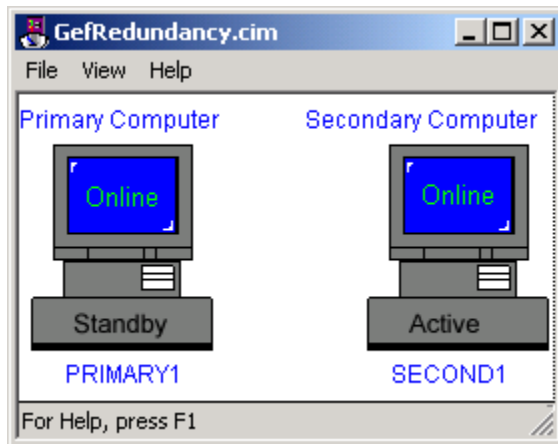 GefRedundancy.cim
File View Help
Primary Computer Secondary Computer
Online Online
Standby Active
PRIMARY1 SECOND1
For Help, press F1